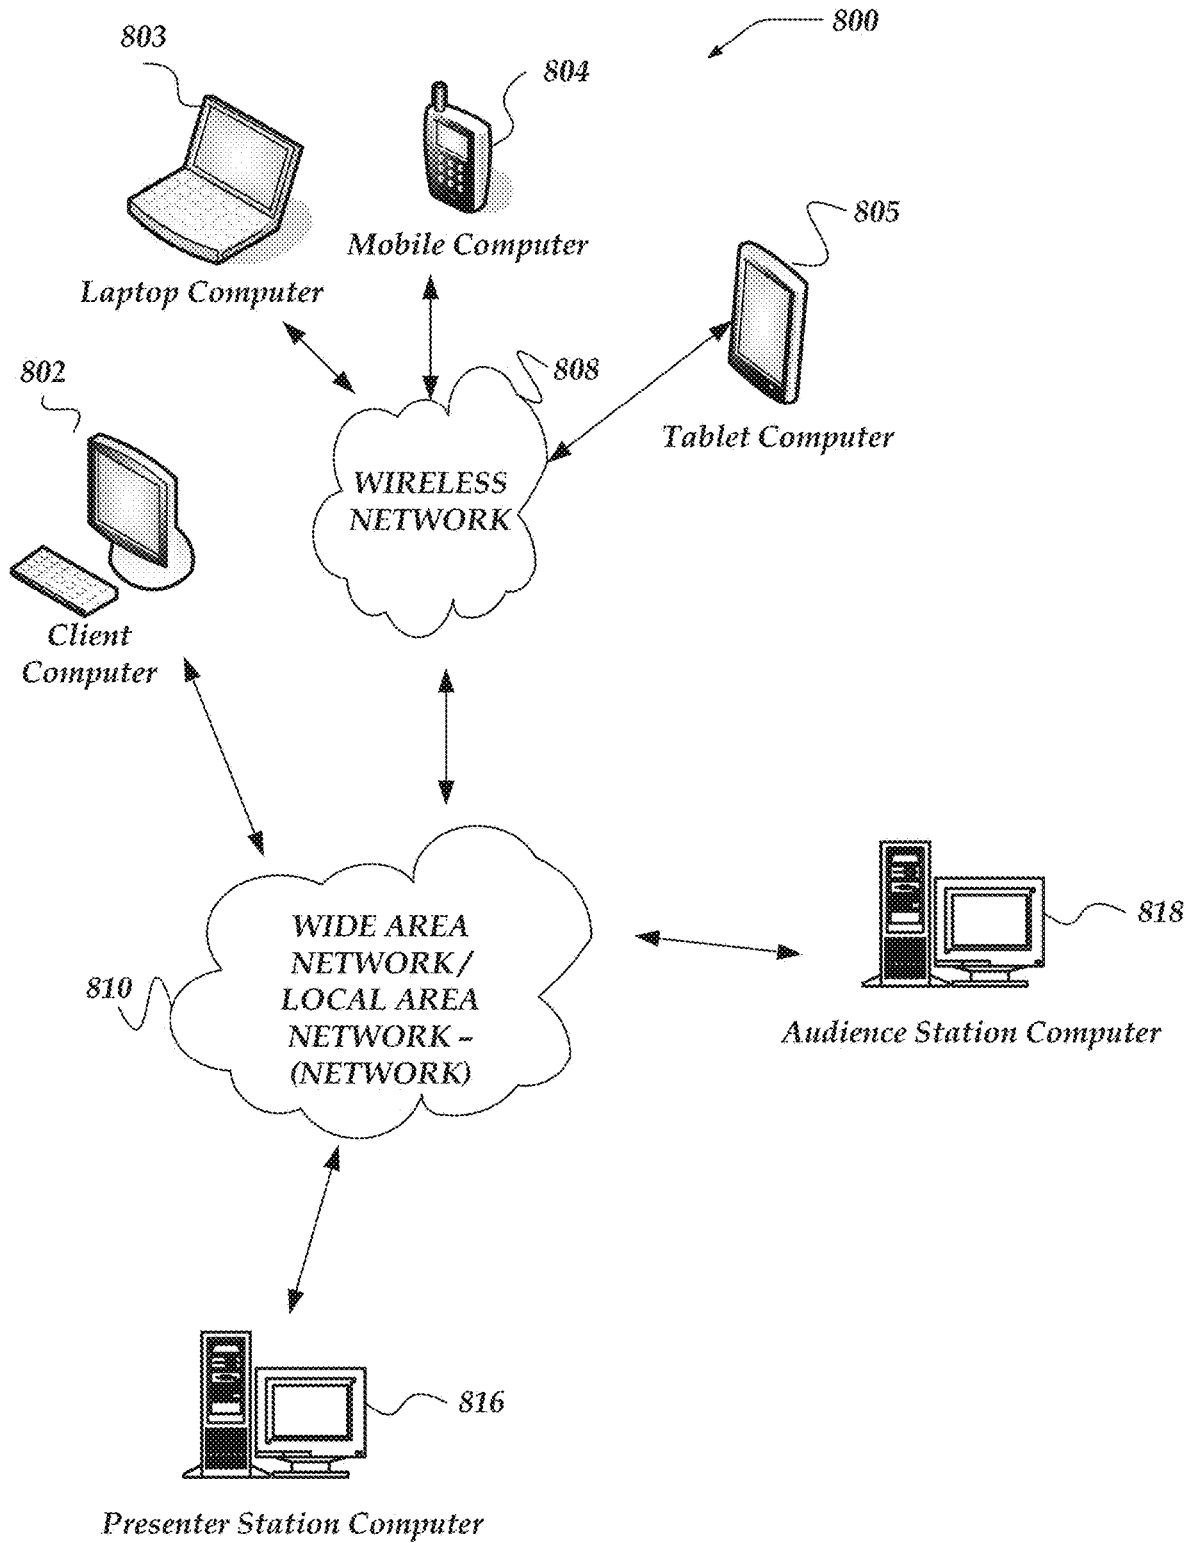 800
803
804
Mobile Computer
805
Laptop Computer
802
808
Tablet Computer
WIRELESS
NETWORK
Client
Computer
WIDE AREA
NETWORK /
LOCAL AREA
NETWORK –
(NETWORK)
810
818
Audience Station Computer
816
Presenter Station Computer